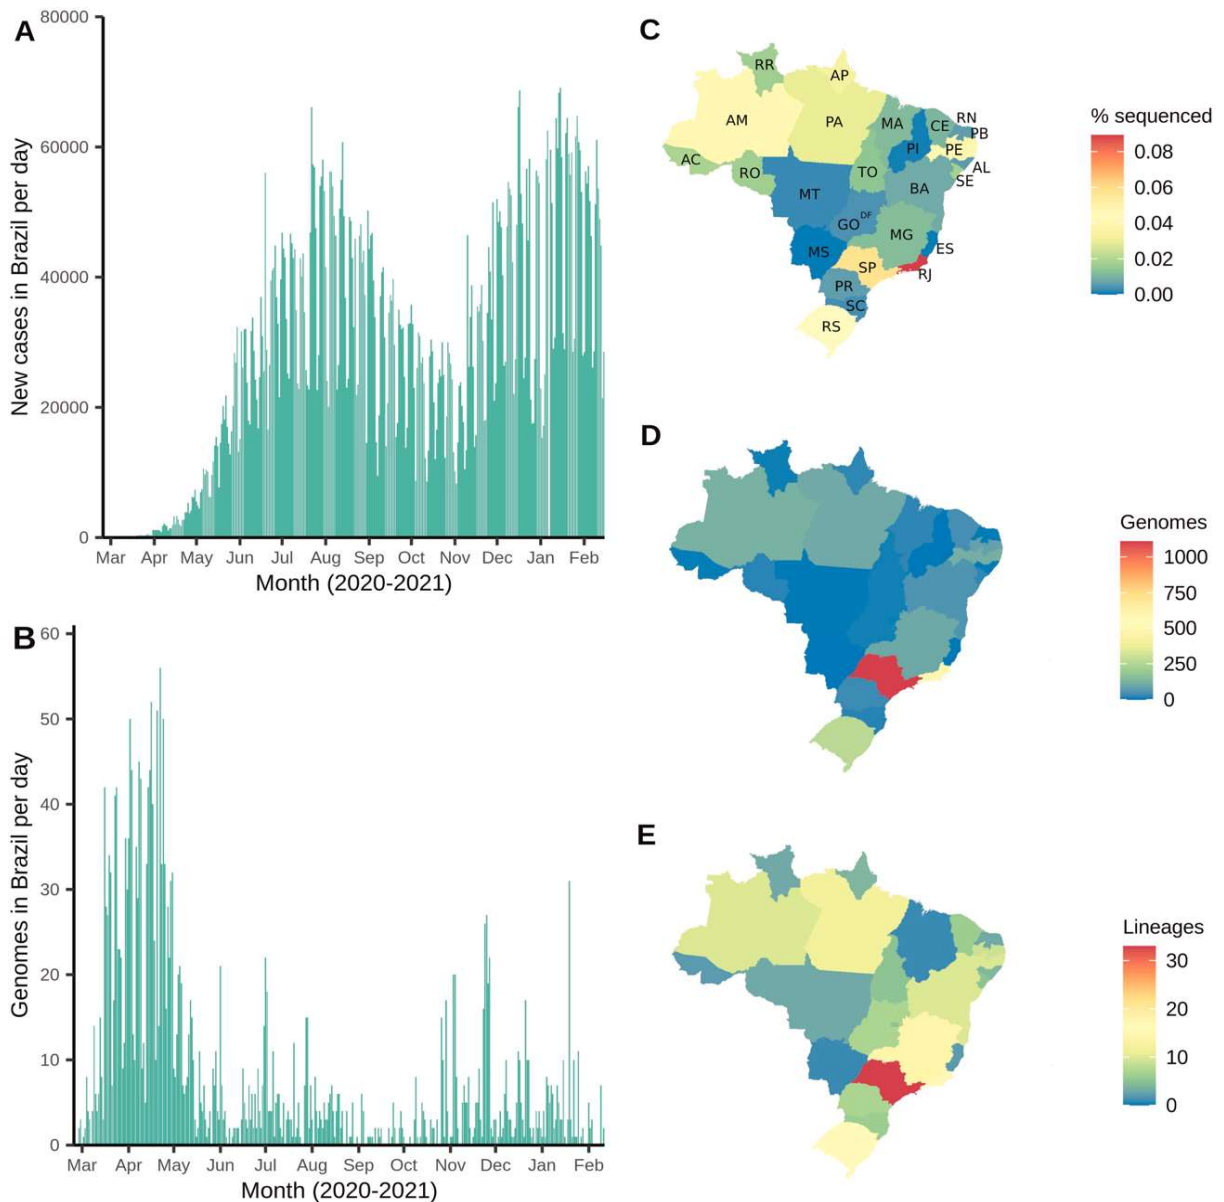 A
80000
60000
40000
20000
0
New cases in Brazil per day
Mar Apr May Jun Jul Aug Sep Oct Nov Dec Jan Feb
Month (2020-2021)
B
60
50
40
30
20
10
0
Genomes in Brazil per day
Mar Apr May Jun Jul Aug Sep Oct Nov Dec Jan Feb
Month (2020-2021)
C
RR
AP
AM
PA
MA
CE
RN
PB
PI
PE
AC
RO
TO
AL
SE
MT
BA
GO
DF
MG
MS
ES
SP
RJ
PR
SC
RS
% sequenced
0.08
0.06
0.04
0.02
0.00
D
Genomes
1000
750
500
250
0
E
Lineages
30
20
10
0